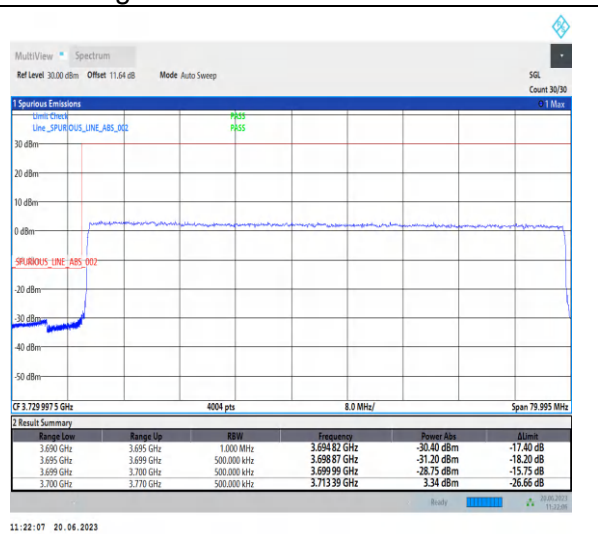 MultiView Spectrum
Ref Level 30.00 dBm Offset 11.64 dB Mode Auto Sweep SGL
Count 30/30
1 Spurious Emissions 1 Max
Limit Check PASS
Line _SPURIOUS_LINE_ABS_002 PASS
30 dBm
20 dBm
10 dBm
0 dBm
_SPURIOUS_LINE_ABS_002
-20 dBm
-30 dBm
-40 dBm
-50 dBm
CF 3.729 997 5 GHz 4004 pts 8.0 MHz/ Span 79.995 MHz
2 Result Summary
Range Low Range Up RBW Frequency Power Abs ΔLimit
3.690 GHz 3.695 GHz 1.000 MHz 3.694 82 GHz -30.40 dBm -17.40 dB
3.695 GHz 3.699 GHz 500.000 kHz 3.698 87 GHz -31.20 dBm -18.20 dB
3.699 GHz 3.700 GHz 500.000 kHz 3.699 99 GHz -28.75 dBm -15.75 dB
3.700 GHz 3.770 GHz 500.000 kHz 3.713 39 GHz 3.34 dBm -26.66 dB
Ready 20.06.2023
11:22:07 20.06.2023